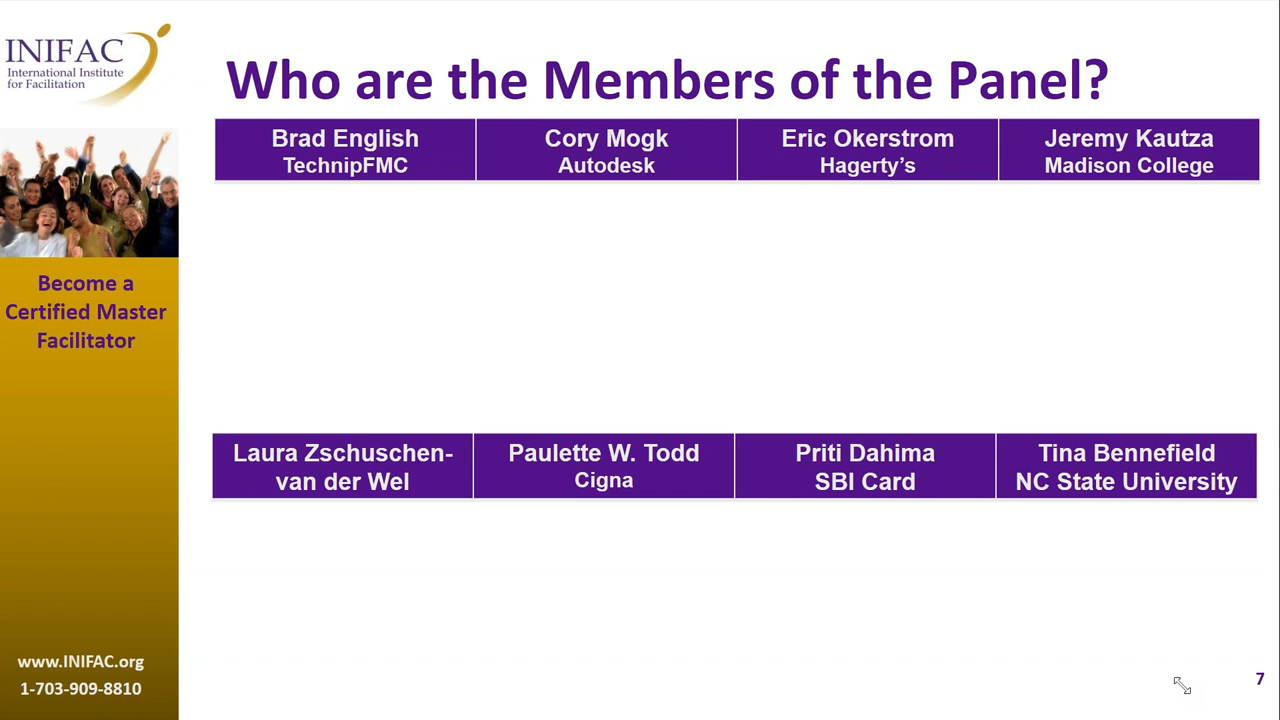 INIFAC
International Institute
for Facilitation
Who are the Members of the Panel?
Brad English
TechnipFMC
Cory Mogk
Autodesk
Eric Okerstrom
Hagerty's
Jeremy Kautza
Madison College
Become a
Certified Master
Facilitator
Laura Zschuschen-
van der Wel
Paulette W. Todd
Cigna
Priti Dahima
SBI Card
Tina Bennefield
NC State University
www.INIFAC.org
1-703-909-8810
7